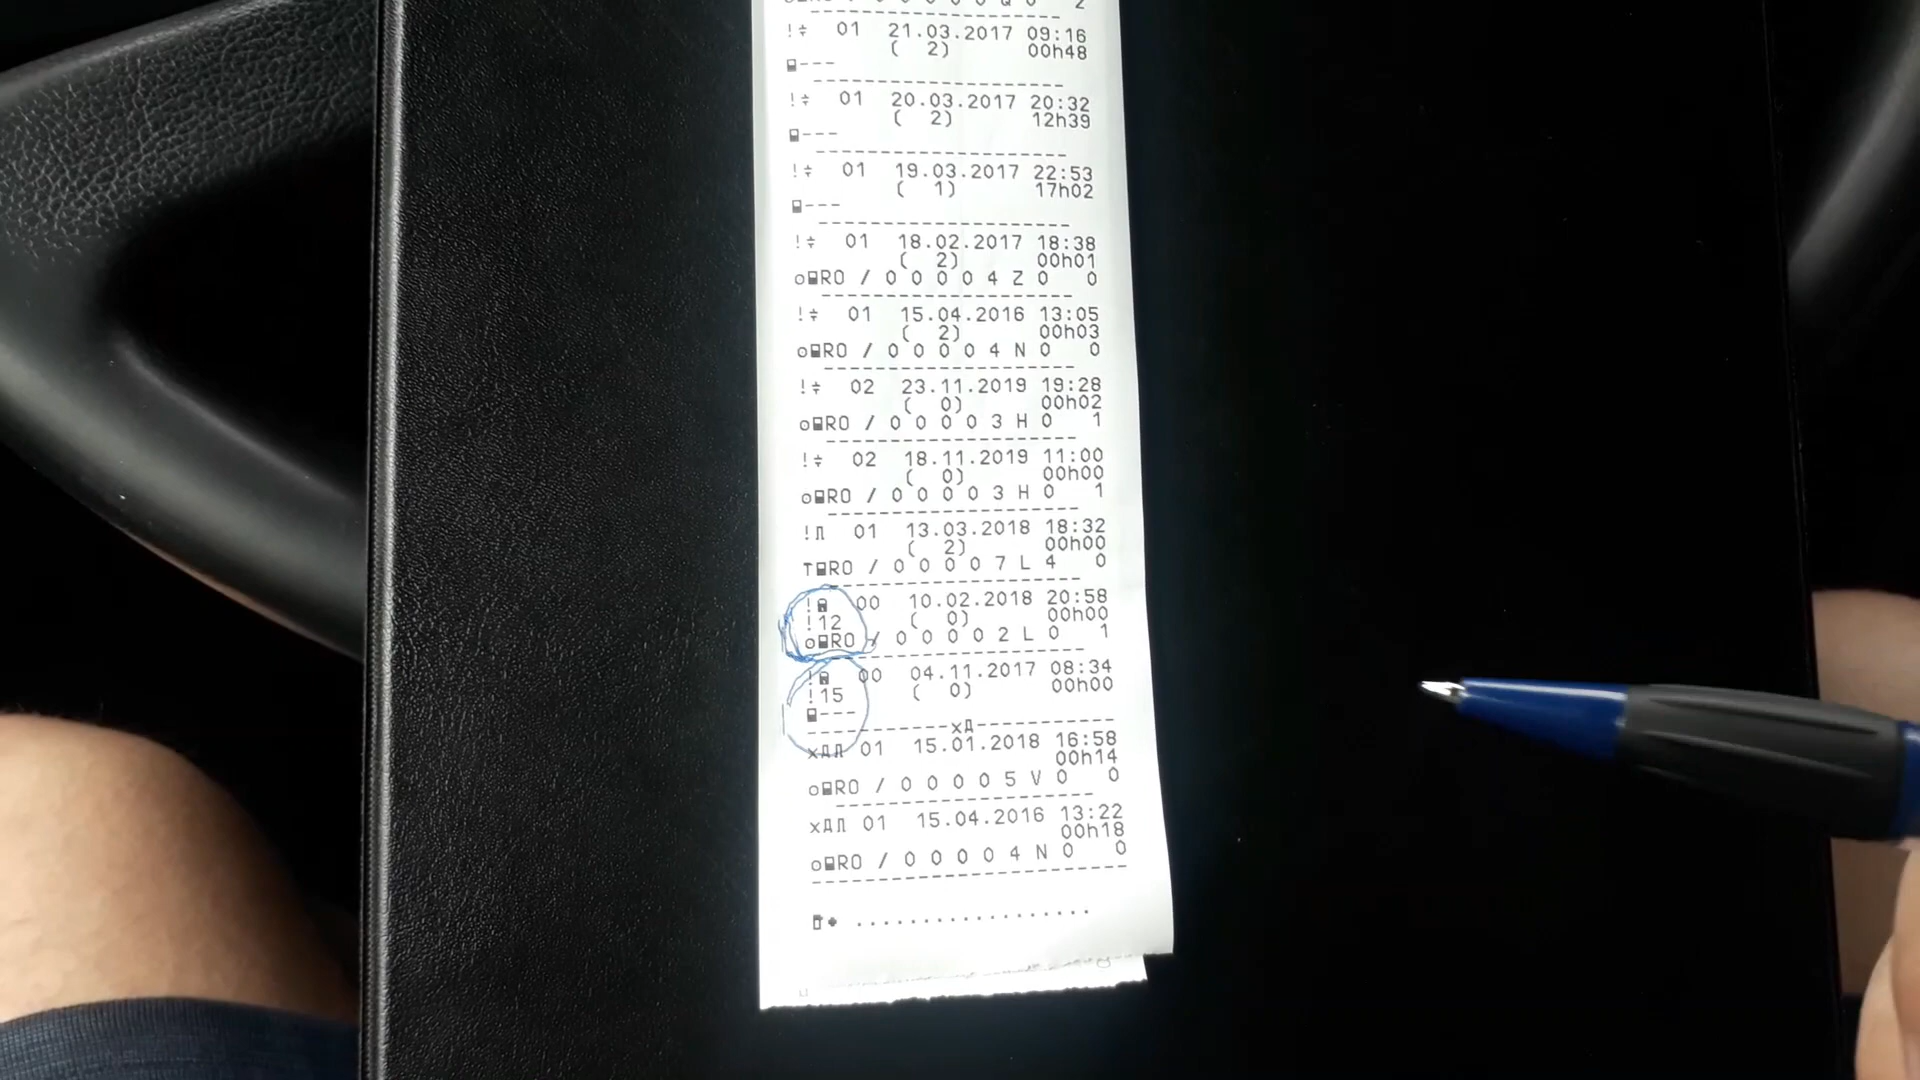 !÷ 01 21.03.2017 09:16
( 2) 00h48
---
!÷ 01 20.03.2017 20:32
( 2) 12h39
---
!÷ 01 19.03.2017 22:53
( 1) 17h02
---
!÷ 01 18.02.2017 18:38
( 2) 00h01
RO / 0 0 0 0 4 Z 0 0
!÷ 01 15.04.2016 13:05
( 2) 00h03
RO / 0 0 0 0 4 N 0 0
!÷ 02 23.11.2019 19:28
( 0) 00h02
RO / 0 0 0 0 3 H 0 1
!÷ 02 18.11.2019 11:00
( 0) 00h00
RO / 0 0 0 0 3 H 0 1
!Л 01 13.03.2018 18:32
( 2) 00h00
RO / 0 0 0 0 7 L 4 0
! 00 10.02.2018 20:58
!12 ( 0) 00h00
RO / 0 0 0 0 2 L 0 1
! 00 04.11.2017 08:34
!15 ( 0) 00h00
---
xД
xДЛ 01 15.01.2018 16:58
00h14
RO / 0 0 0 0 5 V 0 0
xДЛ 01 15.04.2016 13:22
00h18
RO / 0 0 0 0 4 N 0 0
..................